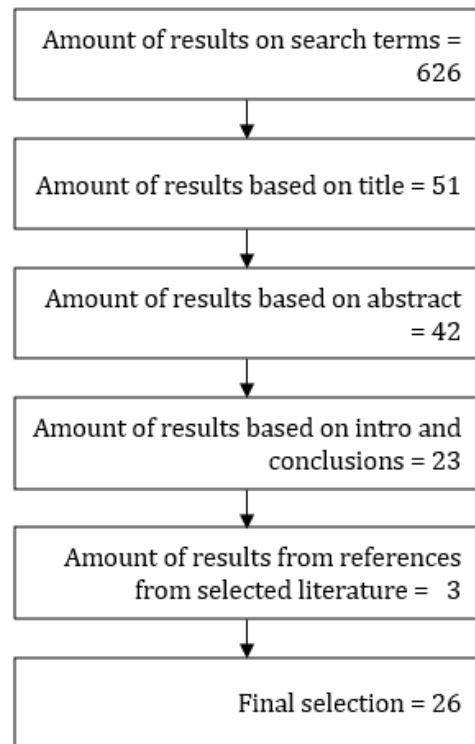 Amount of results on search terms =
626
Amount of results based on title = 51
Amount of results based on abstract
= 42
Amount of results based on intro and
conclusions = 23
Amount of results from references
from selected literature = 3
Final selection = 26